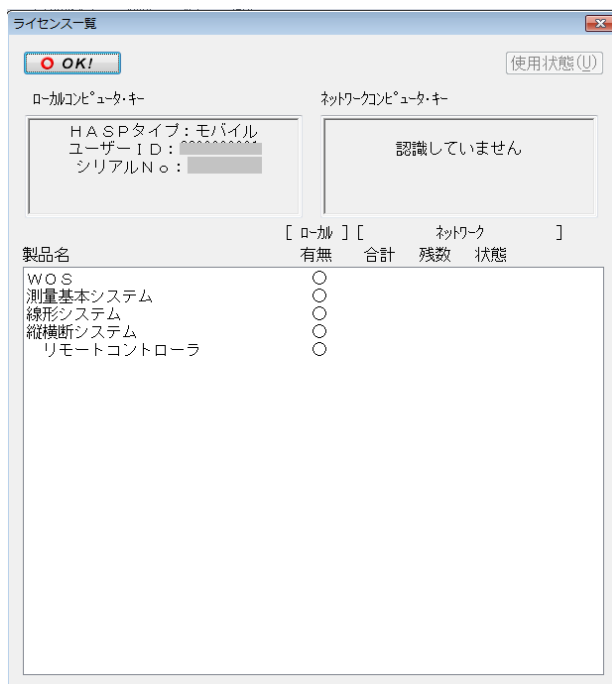 ライセンス一覧
OK!
使用状態(U)
ﾛｰｶﾙｺﾝﾋﾟｭｰﾀ・ｷｰ
ﾈｯﾄﾜｰｸｺﾝﾋﾟｭｰﾀ・ｷｰ
HASPタイプ：モバイル
ユーザーID：
シリアルNo：
認識していません
[ ﾛｰｶﾙ ] [ ﾈｯﾄﾜｰｸ ]
製品名 有無 合計 残数 状態
WOS ○
測量基本システム ○
線形システム ○
縦横断システム ○
リモートコントローラ ○